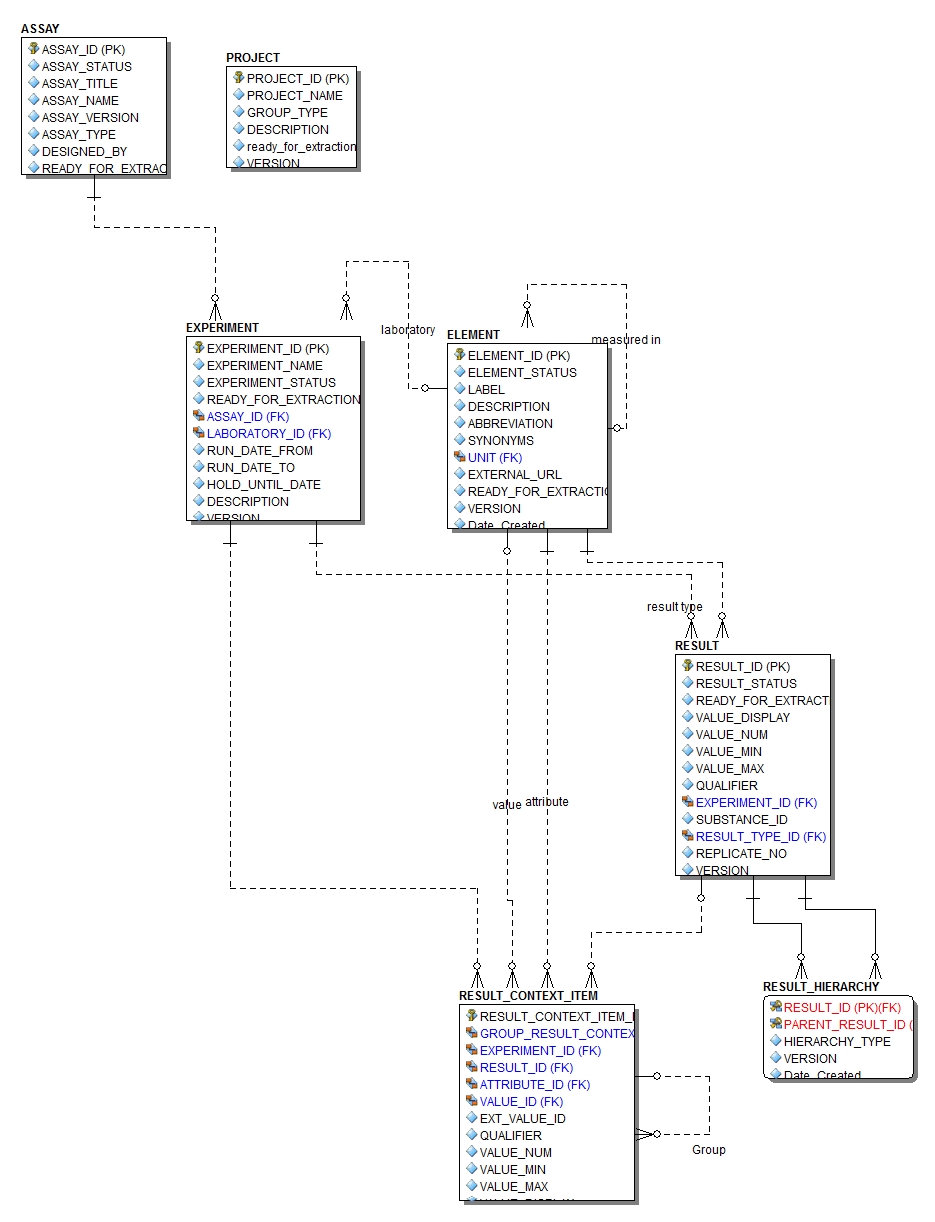 ASSAY
ASSAY_ID (PK)
ASSAY_STATUS
ASSAY_TITLE
ASSAY_NAME
ASSAY_VERSION
ASSAY_TYPE
DESIGNED_BY
READY_FOR_EXTRAC
PROJECT
PROJECT_ID (PK)
PROJECT_NAME
GROUP_TYPE
DESCRIPTION
ready_for_extraction
VERSION
laboratory
measured in
EXPERIMENT
EXPERIMENT_ID (PK)
EXPERIMENT_NAME
EXPERIMENT_STATUS
READY_FOR_EXTRACTION
ASSAY_ID (FK)
LABORATORY_ID (FK)
RUN_DATE_FROM
RUN_DATE_TO
HOLD_UNTIL_DATE
DESCRIPTION
VERSION
ELEMENT
ELEMENT_ID (PK)
ELEMENT_STATUS
LABEL
DESCRIPTION
ABBREVIATION
SYNONYMS
UNIT (FK)
EXTERNAL_URL
READY_FOR_EXTRACTI
VERSION
Date_Created
result type
RESULT
RESULT_ID (PK)
RESULT_STATUS
READY_FOR_EXTRACT
VALUE_DISPLAY
VALUE_NUM
VALUE_MIN
VALUE_MAX
QUALIFIER
EXPERIMENT_ID (FK)
SUBSTANCE_ID
RESULT_TYPE_ID (FK)
REPLICATE_NO
VERSION
value attribute
RESULT_CONTEXT_ITEM
RESULT_CONTEXT_ITEM_I
GROUP_RESULT_CONTEX
EXPERIMENT_ID (FK)
RESULT_ID (FK)
ATTRIBUTE_ID (FK)
VALUE_ID (FK)
EXT_VALUE_ID
QUALIFIER
VALUE_NUM
VALUE_MIN
VALUE_MAX
RESULT_HIERARCHY
RESULT_ID (PK)(FK)
PARENT_RESULT_ID (
HIERARCHY_TYPE
VERSION
Date_Created
Group